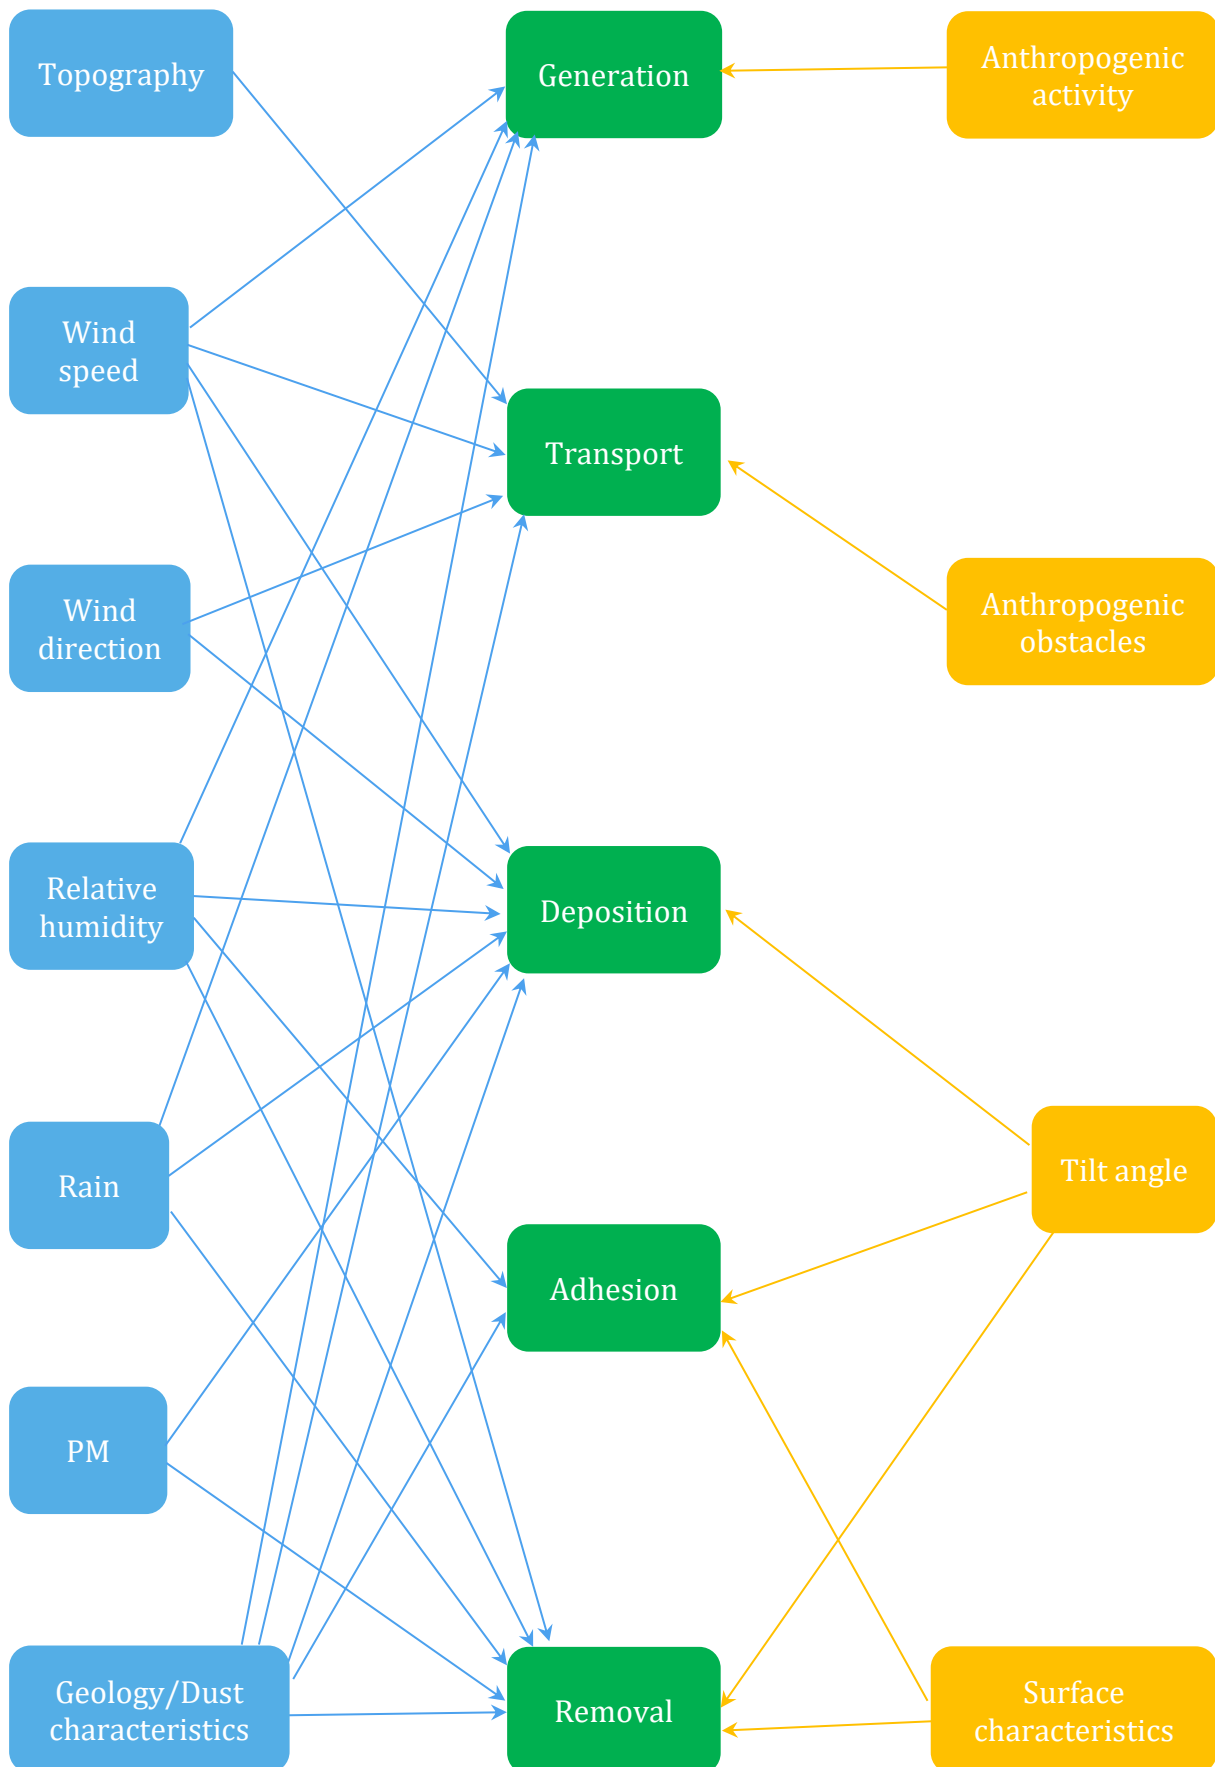 Topography
Wind
speed
Wind
direction
Relative
humidity
Rain
PM
Geology/Dust
characteristics
Generation
Transport
Deposition
Adhesion
Removal
Anthropogenic
activity
Anthropogenic
obstacles
Tilt angle
Surface
characteristics